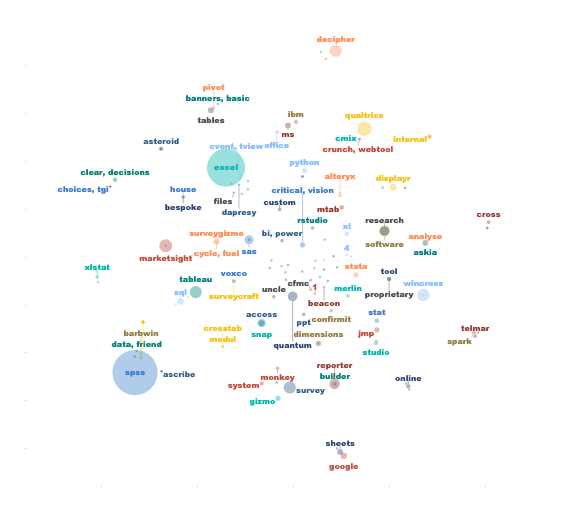 decipher
pivot
banners, basic
tables
ibm
ms
qualtrics
cmix
crunch, webtool
internal
asteroid
cvent, tview
office
excel
python
clear, decisions
choices, tgi
house
bespoke
files
dapresy
critical, vision
custom
alteryx
displayr
mtab
rstudio
research
software
cross
xl
bi, power
surveygizmo
cycle, fuel
sas
marketsight
analyse
askia
4
xlstat
voxco
stata
tool
proprietary
tableau
sql
surveycraft
uncle
cfmc
1
merlin
wincross
beacon
access
snap
ppt
confirmit
stat
crosstab
modul
dimensions
quantum
jmp
studio
telmar
spark
barbwin
data, friend
spss
ascribe
monkey
system
survey
gizmo
reporter
builder
online
sheets
google